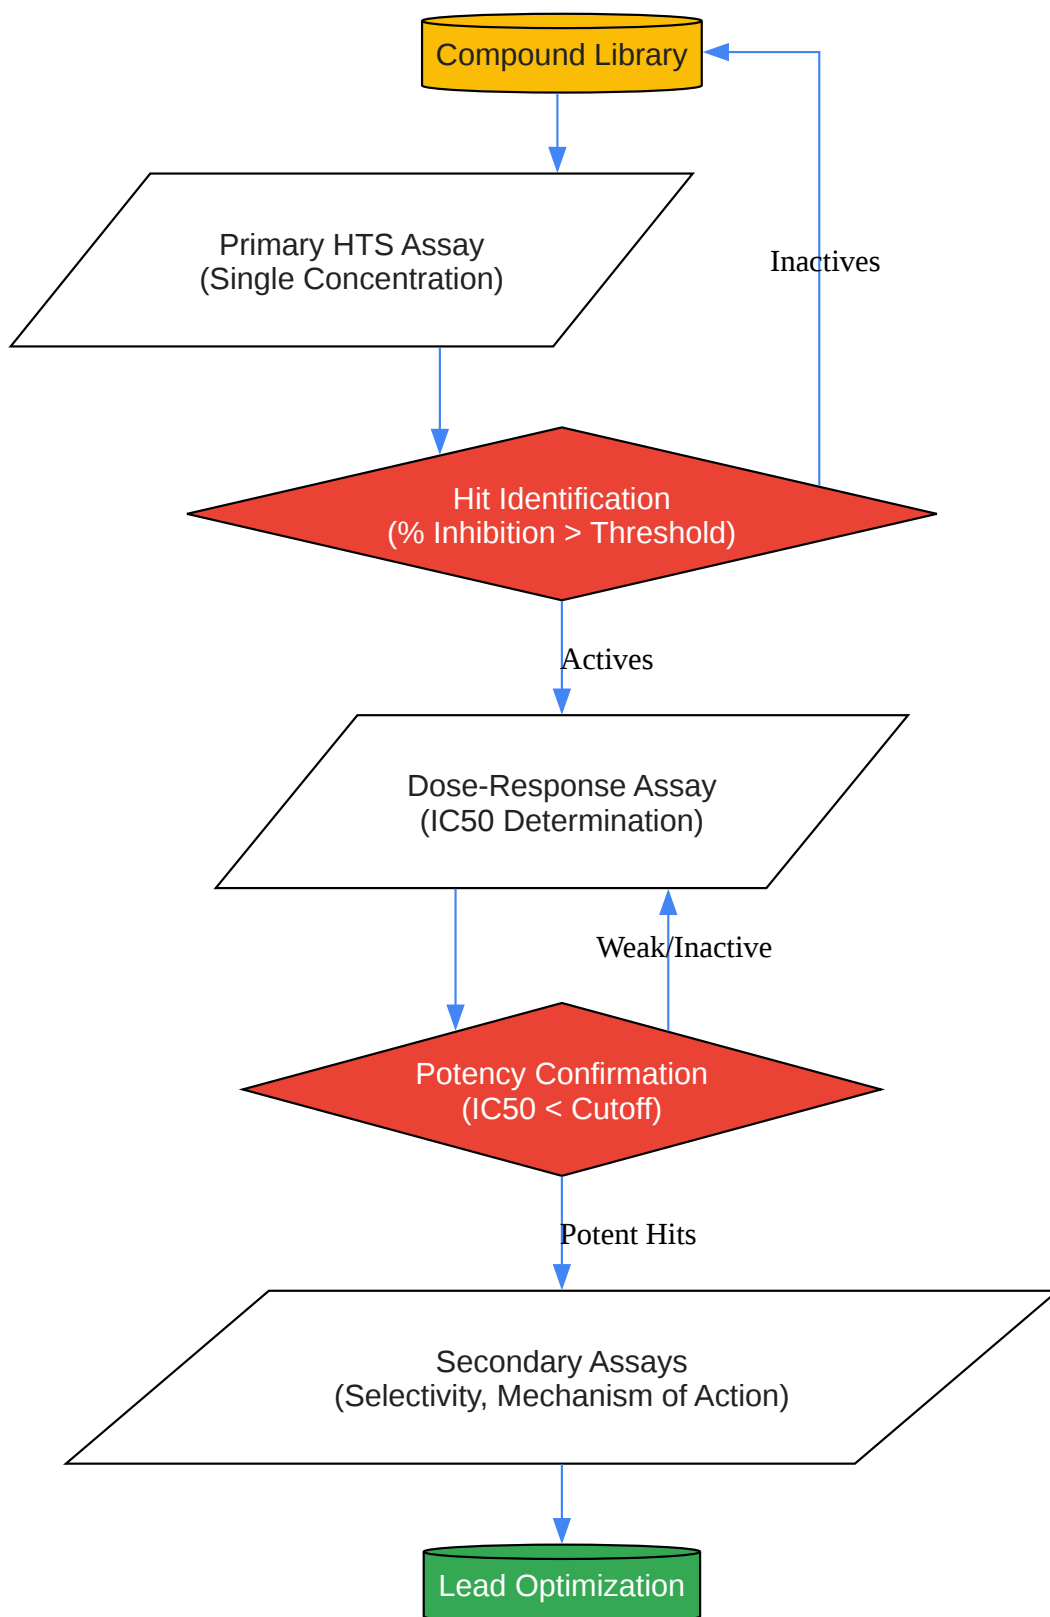 Compound Library
Inactives
Primary HTS Assay
(Single Concentration)
Hit Identification
(% Inhibition > Threshold)
Actives
Dose-Response Assay
(IC50 Determination)
Weak/Inactive
Potency Confirmation
(IC50 < Cutoff)
Potent Hits
Secondary Assays
(Selectivity, Mechanism of Action)
Lead Optimization